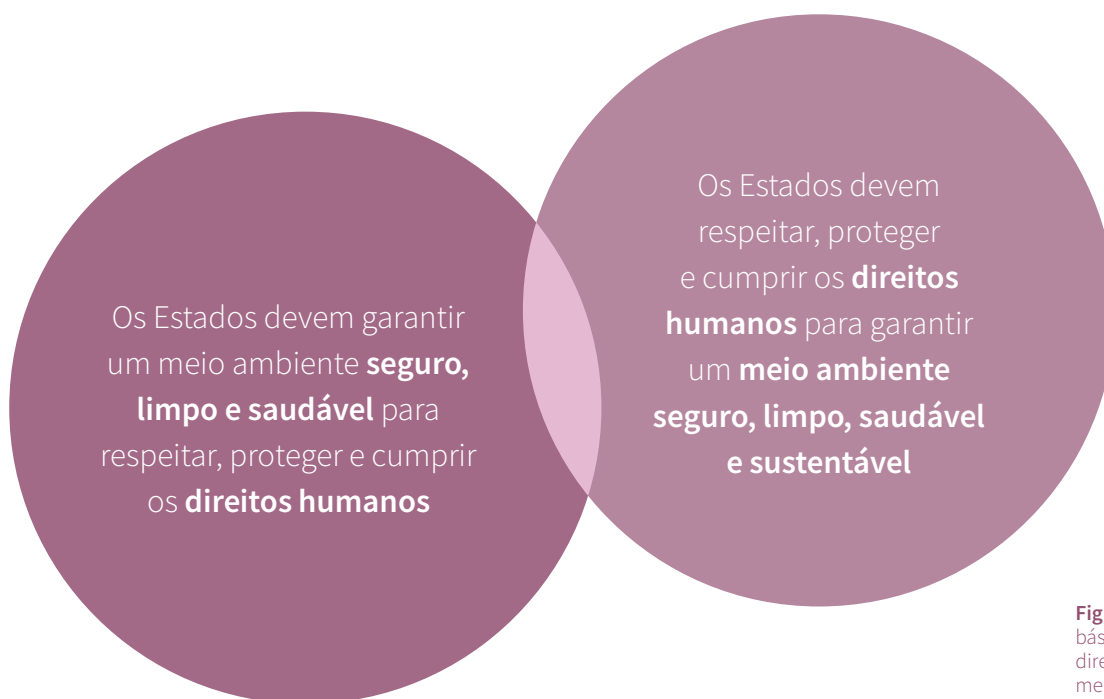 Os Estados devem garantir
um meio ambiente seguro,
limpo e saudável para
respeitar, proteger e cumprir
os direitos humanos
Os Estados devem
respeitar, proteger
e cumprir os direitos
humanos para garantir
um meio ambiente
seguro, limpo, saudável
e sustentável
Fig